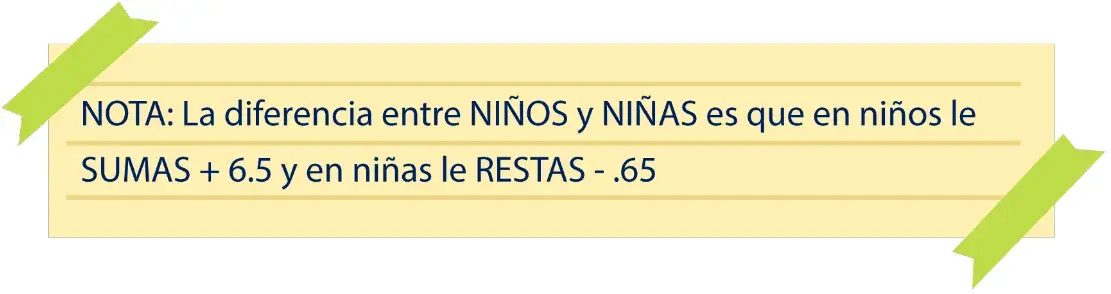 NOTA: La diferencia entre NIÑOS y NIÑAS es que en niños le
SUMAS + 6.5 y en niñas le RESTAS - .65